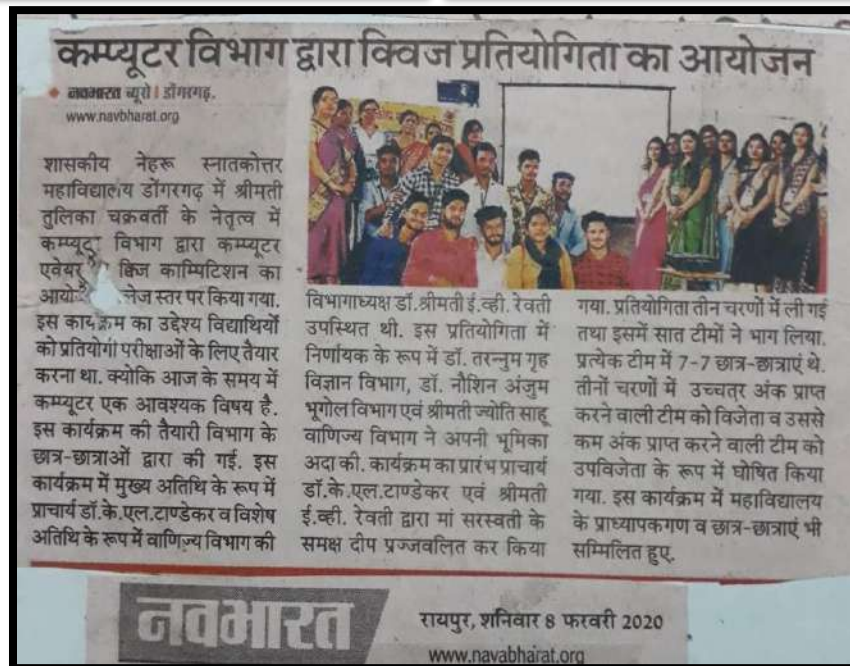 कम्प्यूटर विभाग द्वारा क्विज प्रतियोगिता का आयोजन
नवभारत ब्यूरो | डोंगरगढ़.
www.navbharat.org
शासकीय नेहरू स्नातकोत्तर
महाविद्यालय डोंगरगढ़ में श्रीमती
तुलिका चक्रवर्ती के नेतृत्व में
कम्प्यूटर विभाग द्वारा कम्प्यूटर
एवेयर क्विज काम्पिटिशन का
आयो लेज स्तर पर किया गया.
इस कार्यक्रम का उद्देश्य विद्यार्थियों
को प्रतियोगी परीक्षाओं के लिए तैयार
करना था. क्योकि आज के समय में
कम्प्यूटर एक आवश्यक विषय है.
इस कार्यक्रम की तैयारी विभाग के
छात्र-छात्राओं द्वारा की गई. इस
कार्यक्रम में मुख्य अतिथि के रूप में
प्राचार्य डॉ.के.एल.टाण्डेकर व विशेष
अतिथि के रूप में वाणिज्य विभाग की
विभागाध्यक्ष डॉ.श्रीमती ई.व्ही. रेवती
उपस्थित थी. इस प्रतियोगिता में
निर्णायक के रूप में डॉ. तरन्नुम गृह
विज्ञान विभाग, डॉ. नौशिन अंजुम
भूगोल विभाग एवं श्रीमती ज्योति साहू
वाणिज्य विभाग ने अपनी भूमिका
अदा की. कार्यक्रम का प्रारंभ प्राचार्य
डॉ.के.एल.टाण्डेकर एवं श्रीमती
ई.व्ही. रेवती द्वारा मां सरस्वती के
समक्ष दीप प्रज्जवलित कर किया
गया. प्रतियोगिता तीन चरणों में ली गई
तथा इसमें सात टीमों ने भाग लिया.
प्रत्येक टीम में 7-7 छात्र-छात्राएं थे.
तीनों चरणों में उच्चतर अंक प्राप्त
करने वाली टीम को विजेता व उससे
कम अंक प्राप्त करने वाली टीम को
उपविजेता के रूप में घोषित किया
गया. इस कार्यक्रम में महाविद्यालय
के प्राध्यापकगण व छात्र-छात्राएं भी
सम्मिलित हुए.
नवभारत
रायपुर, शनिवार 8 फरवरी 2020
www.navabharat.org